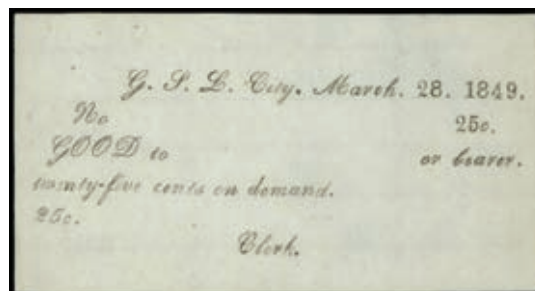 G. S. L. City. March. 28. 1849.
No 25c.
GOOD to or bearer.
twenty-five cents on demand.
25c.
Clerk.